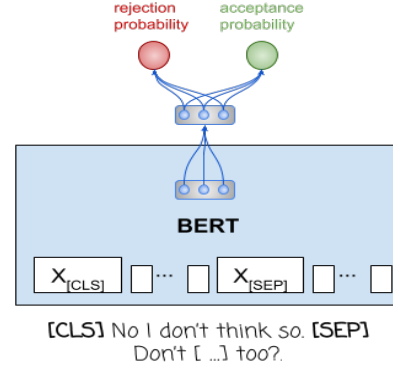 rejection acceptance
probability probability
BERT
X[CLS] ... X[SEP] ...
[CLS] No I don't think so. [SEP]
Don't [ ...] too?.